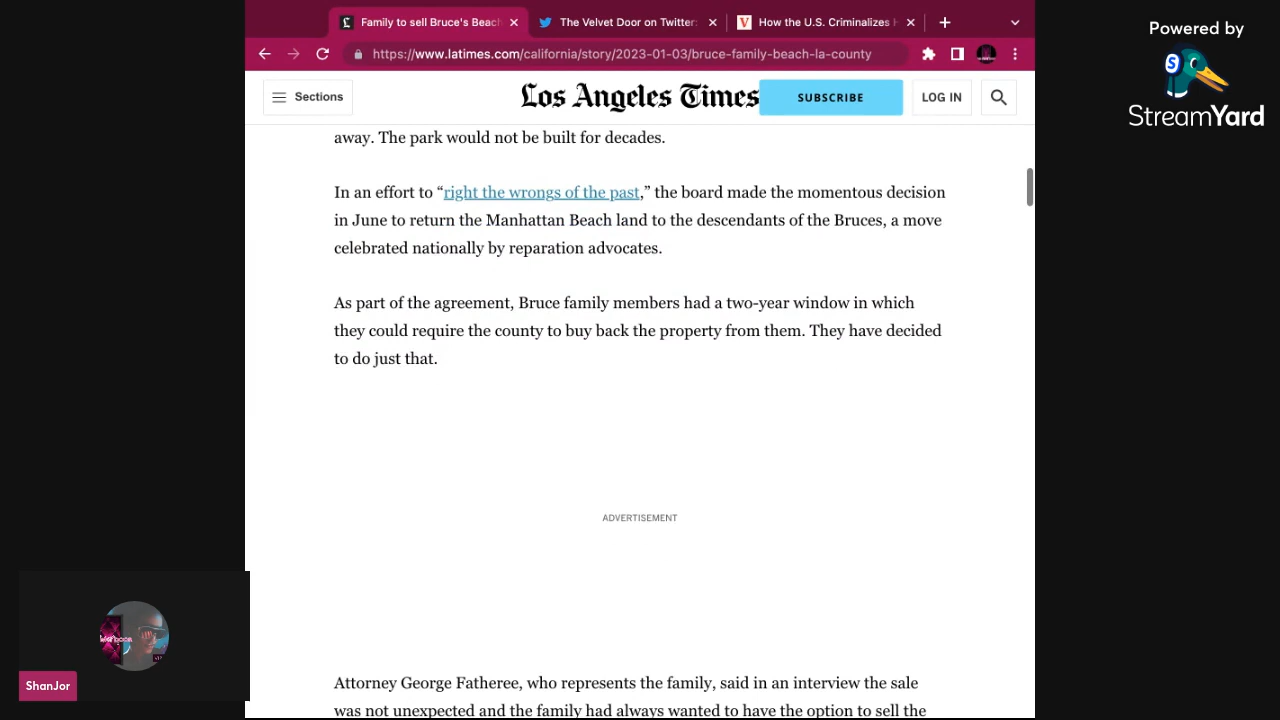 Family to sell Bruce's Beach
The Velvet Door on Twitter:
How the U.S. Criminalizes H
https://www.latimes.com/california/story/2023-01-03/bruce-family-beach-la-county
Powered by
StreamYard
Sections
Los Angeles Times
SUBSCRIBE
LOG IN
away. The park would not be built for decades.
In an effort to “right the wrongs of the past,” the board made the momentous decision
in June to return the Manhattan Beach land to the descendants of the Bruces, a move
celebrated nationally by reparation advocates.
As part of the agreement, Bruce family members had a two-year window in which
they could require the county to buy back the property from them. They have decided
to do just that.
ADVERTISEMENT
ShanJor
Attorney George Fatheree, who represents the family, said in an interview the sale
was not unexpected and the family had always wanted to have the option to sell the